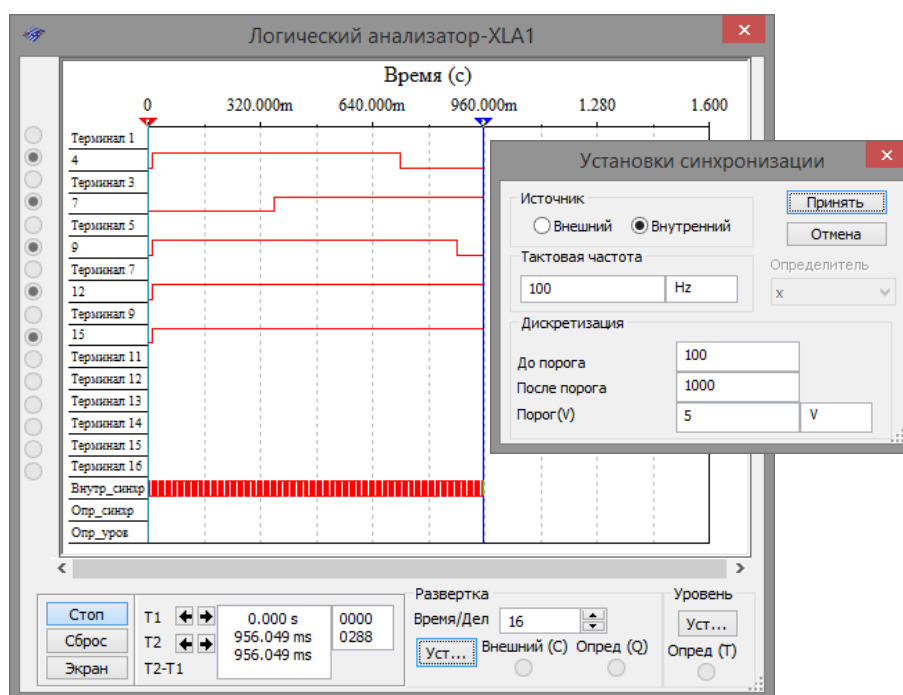 Логический анализатор-XLA1
Время (с)
0 320.000m 640.000m 960.000m 1.280 1.600
Терминал 1
4
Терминал 3
7
Терминал 5
9
Терминал 7
12
Терминал 9
15
Терминал 11
Терминал 12
Терминал 13
Терминал 14
Терминал 15
Терминал 16
Внутр_синхр
Опр_синхр
Опр_уров
Установки синхронизации
Источник
Внешний Внутренний
Принять
Отмена
Тактовая частота
100 Hz
Определитель
x
Дискретизация
До порога 100
После порога 1000
Порог(V) 5 V
Стоп
Сброс
Экран
T1 0.000 s 0000
T2 956.049 ms 0288
T2-T1 956.049 ms
Развертка
Время/Дел 16
Уст...
Внешний (C) Опред (Q)
Уровень
Уст...
Опред (T)